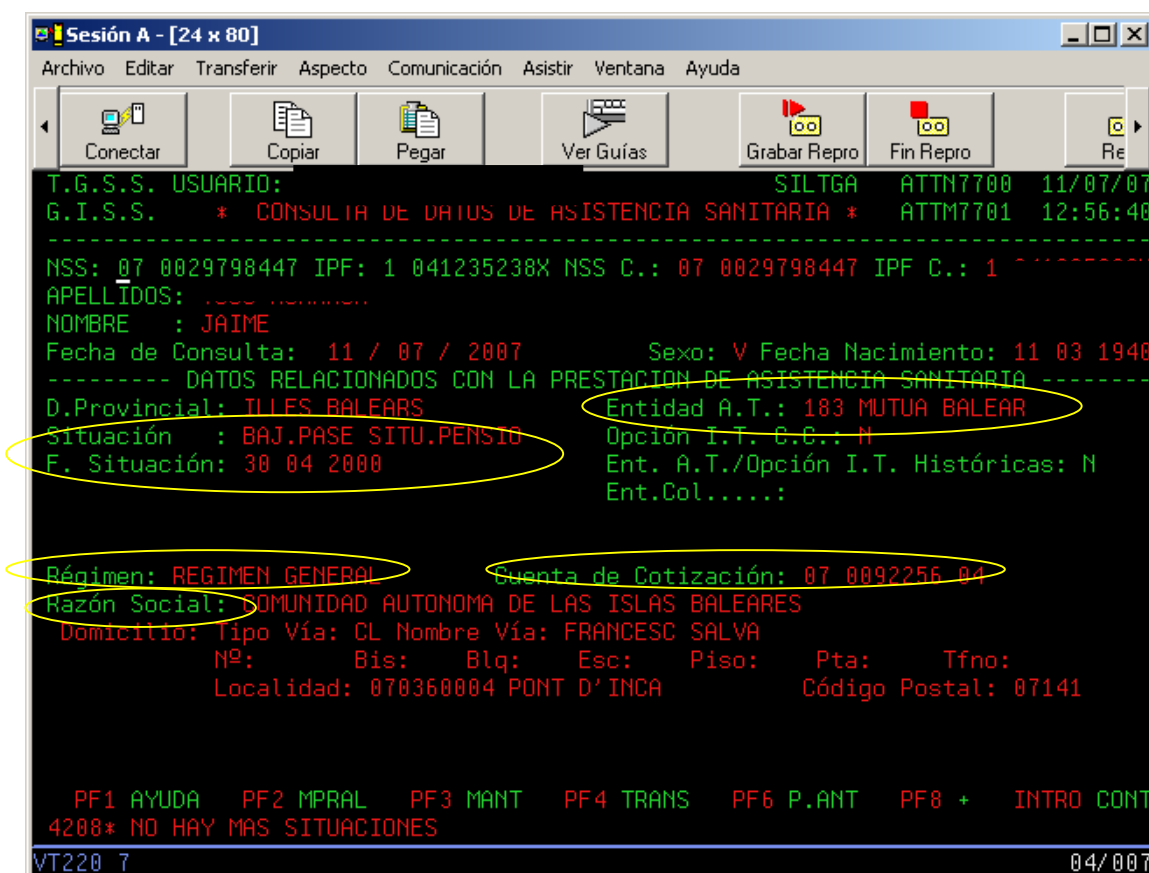 Sesión A - [24 x 80]
Archivo Editar Transferir Aspecto Comunicación Asistir Ventana Ayuda
Conectar Copiar Pegar Ver Guías Grabar Repro Fin Repro Re
T.G.S.S. USUARIO: SILTGA ATTN7700 11/07/07
G.I.S.S. * CONSULTA DE DATOS DE ASISTENCIA SANITARIA * ATTM7701 12:56:40
NSS: 07 0029798447 IPF: 1 041235238X NSS C.: 07 0029798447 IPF C.: 1
APELLIDOS:
NOMBRE : JAIME
Fecha de Consulta: 11 / 07 / 2007 Sexo: V Fecha Nacimiento: 11 03 1940
--------- DATOS RELACIONADOS CON LA PRESTACION DE ASISTENCIA SANITARIA --------
D.Provincial: ILLES BALEARS Entidad A.T.: 183 MUTUA BALEAR
Situación : BAJ.PASE SITU.PENSIO Opción I.T. C.C.: N
F. Situación: 30 04 2000 Ent. A.T./Opción I.T. Históricas: N
Ent.Col.....:
Régimen: REGIMEN GENERAL Cuenta de Cotización: 07 0092256 04
Razón Social: COMUNIDAD AUTONOMA DE LAS ISLAS BALEARES
Domicilio: Tipo Vía: CL Nombre Vía: FRANCESC SALVA
Nº: Bis: Blq: Esc: Piso: Pta: Tfno:
Localidad: 070360004 PONT D'INCA Código Postal: 07141
PF1 AYUDA PF2 MPRAL PF3 MANT PF4 TRANS PF6 P.ANT PF8 + INTRO CONT
4208* NO HAY MAS SITUACIONES
VT220 7 04/007